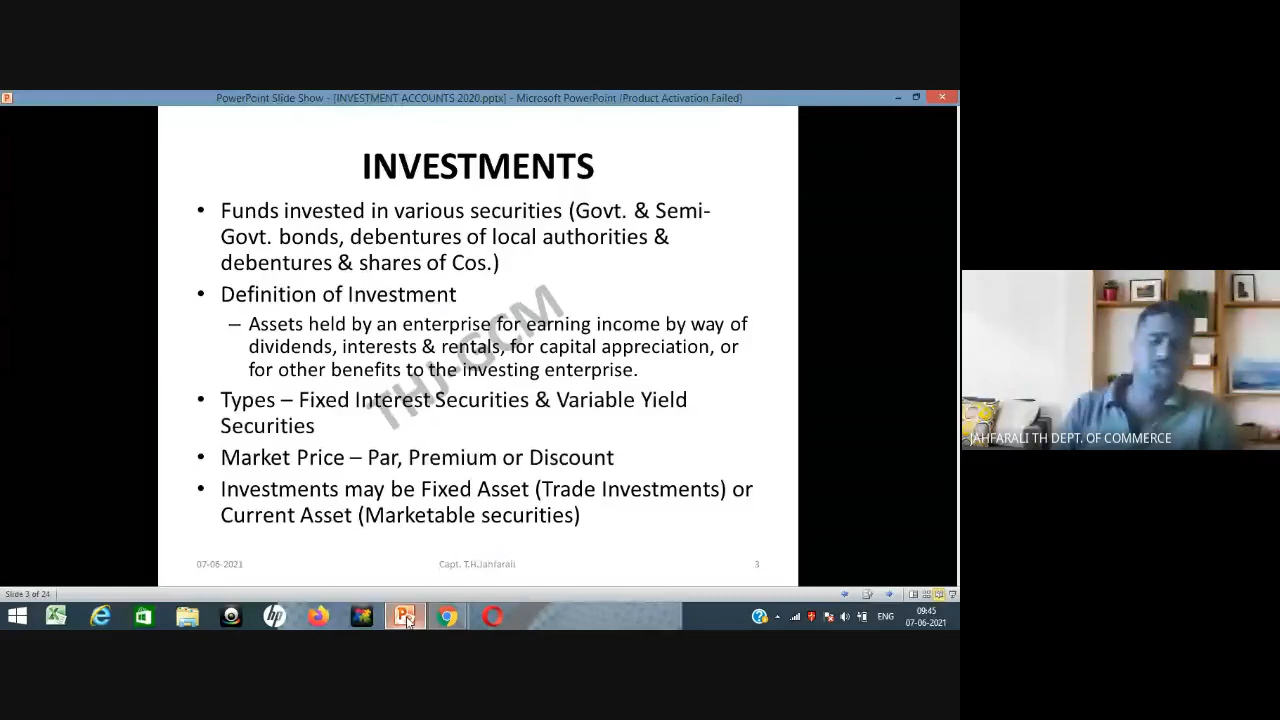 PowerPoint Slide Show - [INVESTMENT ACCOUNTS 2020.pptx] - Microsoft PowerPoint (Product Activation Failed)
INVESTMENTS
• Funds invested in various securities (Govt. & Semi-
Govt. bonds, debentures of local authorities &
debentures & shares of Cos.)
• Definition of Investment
– Assets held by an enterprise for earning income by way of
dividends, interests & rentals, for capital appreciation, or
for other benefits to the investing enterprise.
• Types – Fixed Interest Securities & Variable Yield
Securities
• Market Price – Par, Premium or Discount
• Investments may be Fixed Asset (Trade Investments) or
Current Asset (Marketable securities)
THJ-GCM
07-06-2021
Capt. T.H.Jahfarali
3
Slide 3 of 24
ENG
09:45
07-06-2021
JAHFARALI TH DEPT. OF COMMERCE